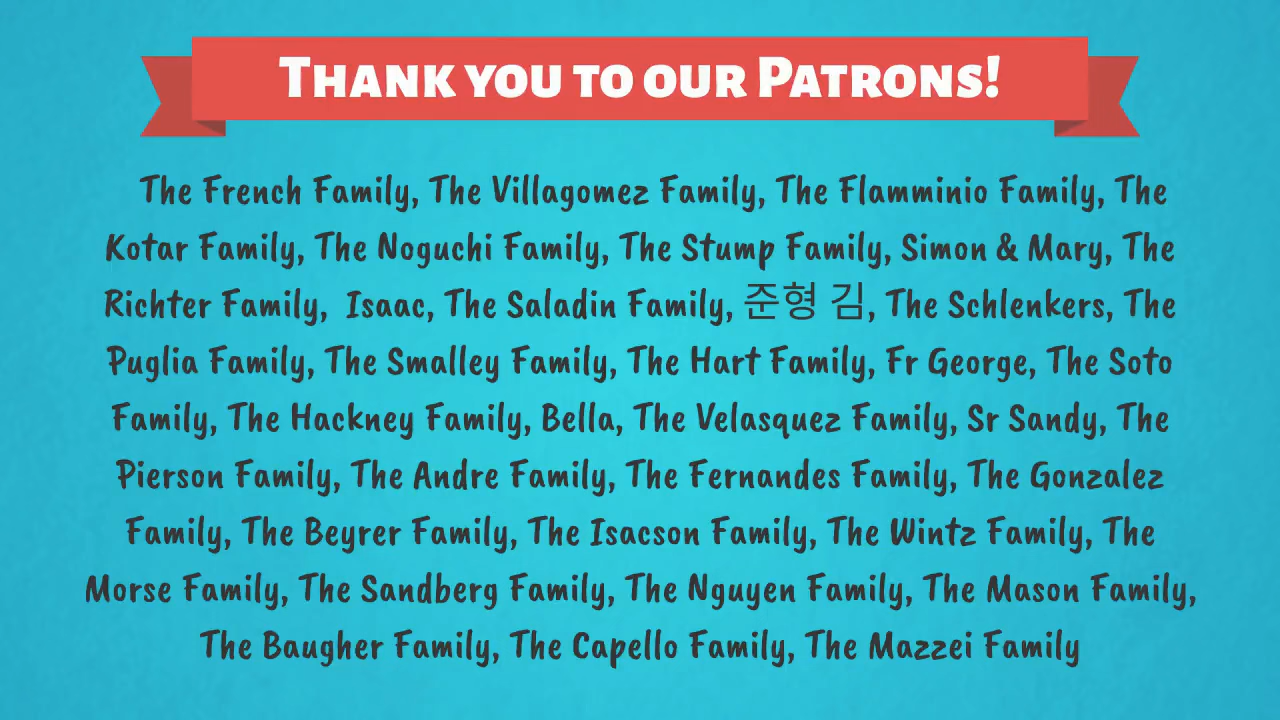 Thank you to our Patrons!
The French Family, The Villagomez Family, The Flamminio Family, The
Kotar Family, The Noguchi Family, The Stump Family, Simon & Mary, The
Richter Family, Isaac, The Saladin Family, 준형 김, The Schlenkers, The
Puglia Family, The Smalley Family, The Hart Family, Fr George, The Soto
Family, The Hackney Family, Bella, The Velasquez Family, Sr Sandy, The
Pierson Family, The Andre Family, The Fernandes Family, The Gonzalez
Family, The Beyrer Family, The Isacson Family, The Wintz Family, The
Morse Family, The Sandberg Family, The Nguyen Family, The Mason Family,
The Baugher Family, The Capello Family, The Mazzei Family